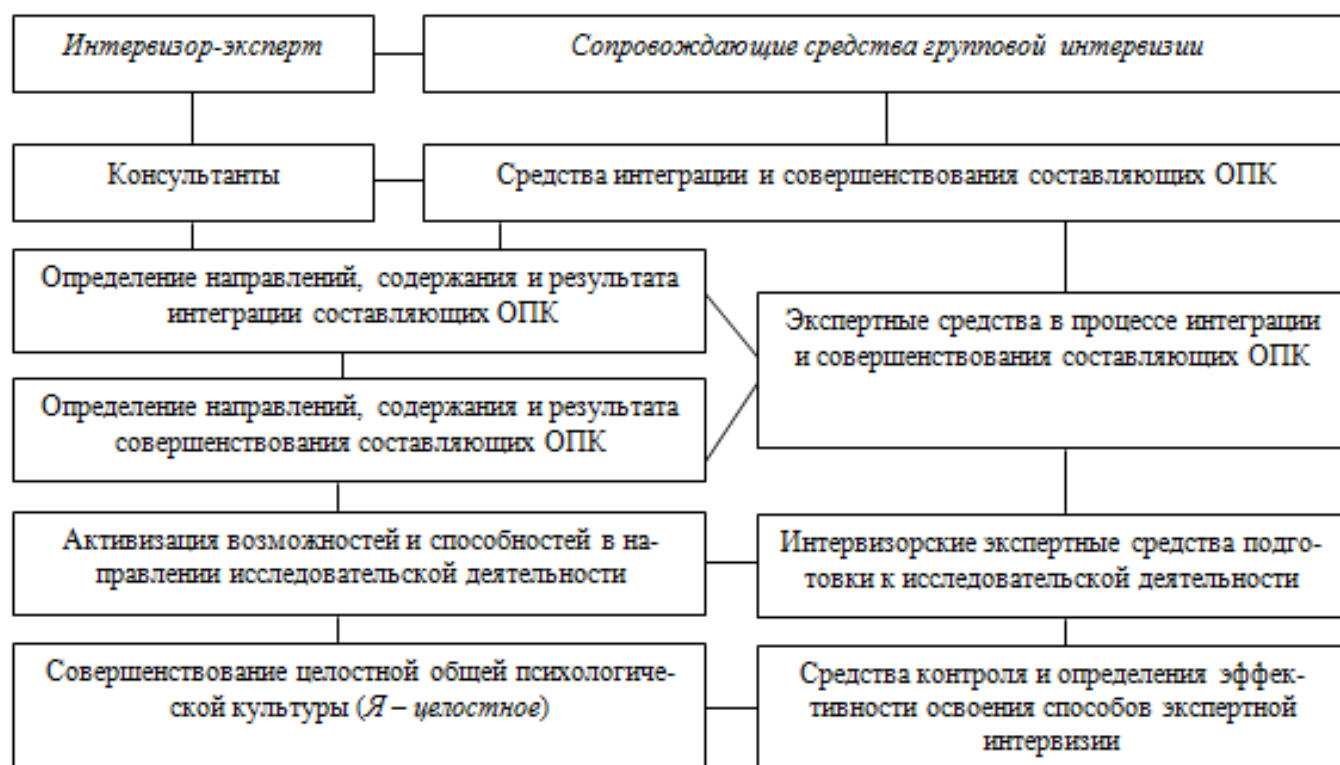 Интервизор-эксперт
Сопровождающие средства групповой интервизии
Консультанты
Средства интеграции и совершенствования составляющих ОПК
Определение направлений, содержания и результата
интеграции составляющих ОПК
Экспертные средства в процессе интеграции
и совершенствования составляющих ОПК
Определение направлений, содержания и результата
совершенствования составляющих ОПК
Активизация возможностей и способностей в на-
правлении исследовательской деятельности
Интервизорские экспертные средства подго-
товки к исследовательской деятельности
Совершенствование целостной общей психологиче-
ской культуры (Я – целостное)
Средства контроля и определения эффек-
тивности освоения способов экспертной
интервизии